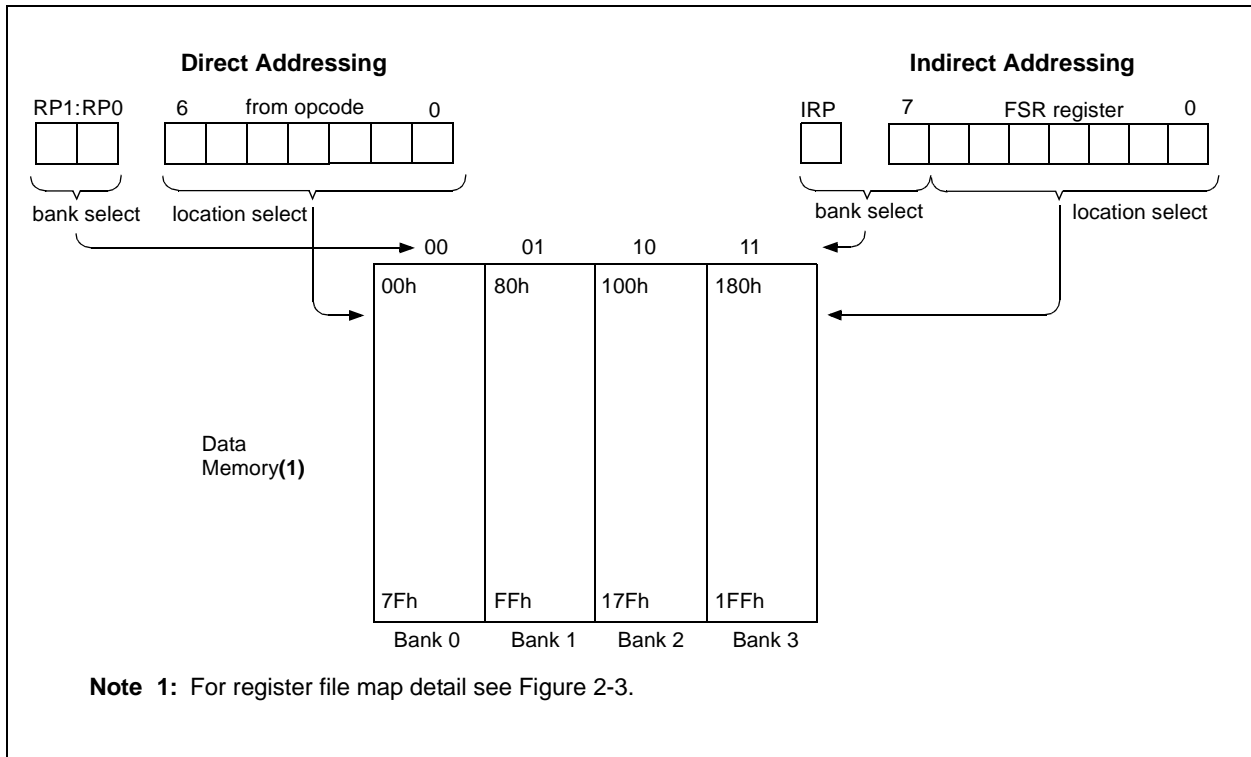 Direct Addressing
Indirect Addressing
RP1:RP0 6 from opcode 0
IRP 7 FSR register 0
bank select location select
bank select location select
00 01 10 11
00h 80h 100h 180h
Data
Memory(1)
7Fh FFh 17Fh 1FFh
Bank 0 Bank 1 Bank 2 Bank 3
Note 1: For register file map detail see Figure 2-3.